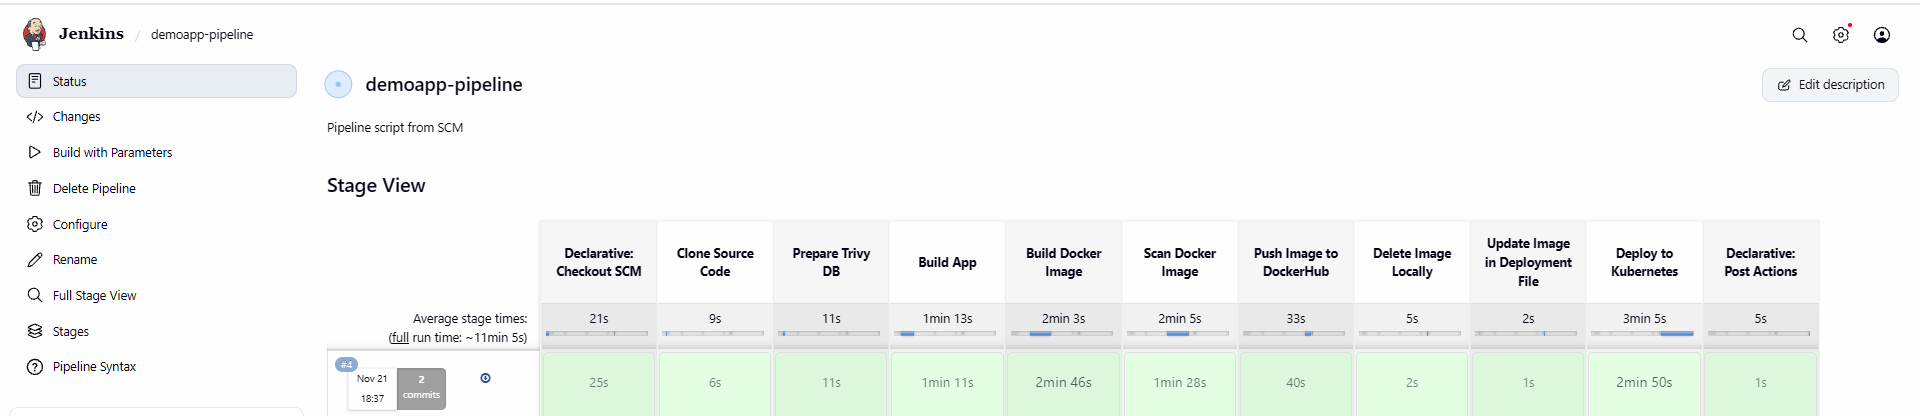 Jenkins / demoapp-pipeline
Status
Changes
Build with Parameters
Delete Pipeline
Configure
Rename
Full Stage View
Stages
Pipeline Syntax
demoapp-pipeline
Edit description
Pipeline script from SCM
Stage View
Declarative: Checkout SCM
Clone Source Code
Prepare Trivy DB
Build App
Build Docker Image
Scan Docker Image
Push Image to DockerHub
Delete Image Locally
Update Image in Deployment File
Deploy to Kubernetes
Declarative: Post Actions
Average stage times:
(full run time: ~11min 5s)
21s 9s 11s 1min 13s 2min 3s 2min 5s 33s 5s 2s 3min 5s 5s
#4
Nov 21
18:37
2
commits
25s 6s 11s 1min 11s 2min 46s 1min 28s 40s 2s 1s 2min 50s 1s